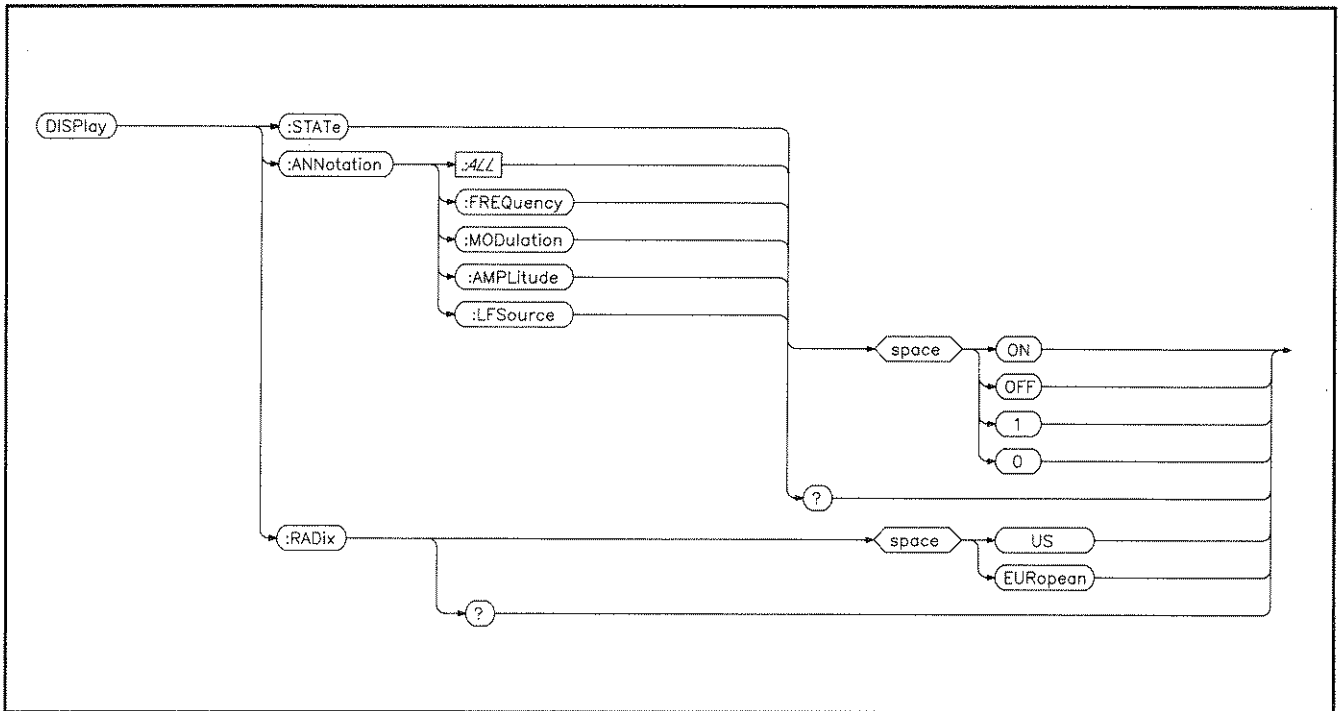 DISPlay
:STATe
:ANNotation
:ALL
:FREQuency
:MODulation
:AMPLitude
:LFSource
space
ON
OFF
1
0
?
:RADix
space
US
EURopean
?